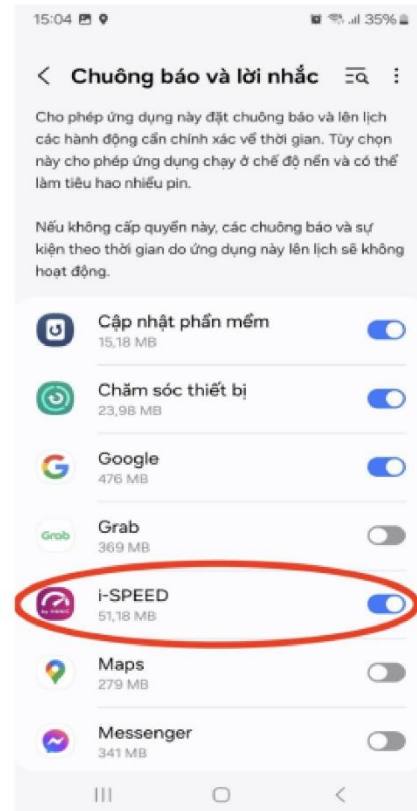 15:04 35%
Chuông báo và lời nhắc
Cho phép ứng dụng này đặt chuông báo và lên lịch
các hành động cần chính xác về thời gian. Tùy chọn
này cho phép ứng dụng chạy ở chế độ nền và có thể
làm tiêu hao nhiều pin.
Nếu không cấp quyền này, các chuông báo và sự
kiện theo thời gian do ứng dụng này lên lịch sẽ không
hoạt động.
Cập nhật phần mềm
15,18 MB
Chăm sóc thiết bị
23,98 MB
Google
476 MB
Grab
Grab
369 MB
i-SPEED
by VNNIC
51,18 MB
Maps
279 MB
Messenger
341 MB